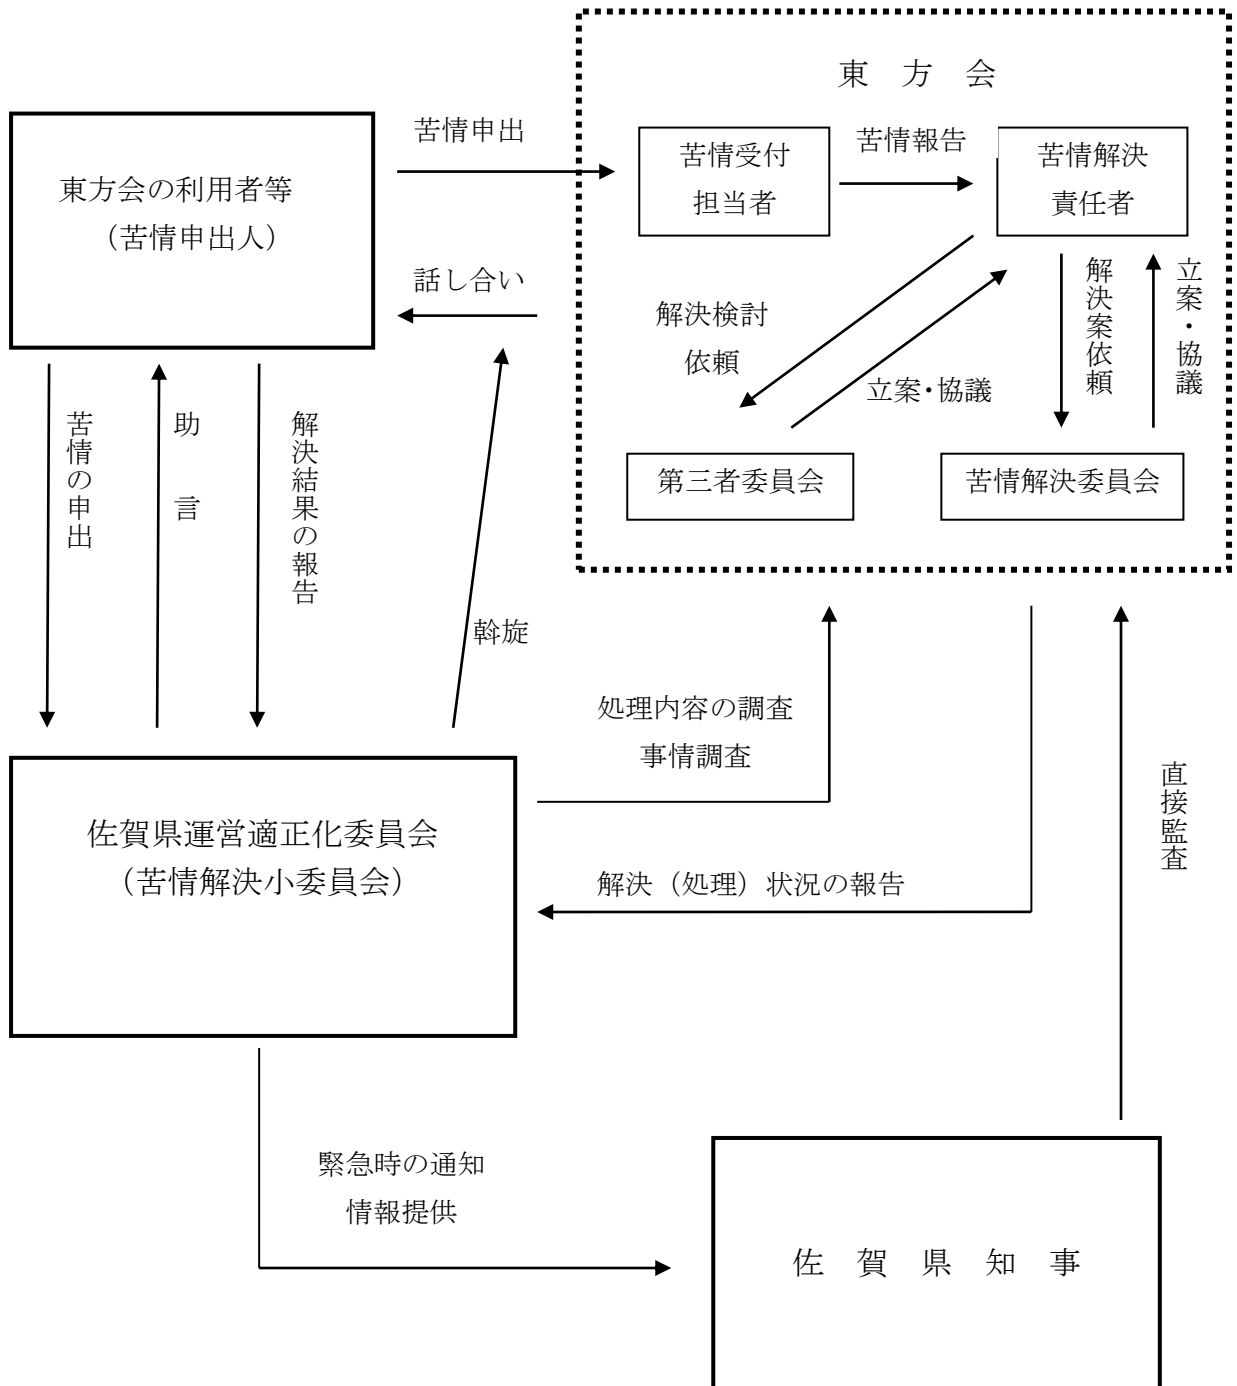 東　方　会
苦情申出
東方会の利用者等
（苦情申出人）
話し合い
苦情受付
担当者
苦情報告
苦情解決
責任者
解決検討
依頼
立案・協議
解決案依頼
立案・協議
第三者委員会
苦情解決委員会
苦情の申出
助　言
解決結果の報告
斡旋
処理内容の調査
事情調査
直接監査
佐賀県運営適正化委員会
（苦情解決小委員会）
解決（処理）状況の報告
緊急時の通知
情報提供
佐　賀　県　知　事